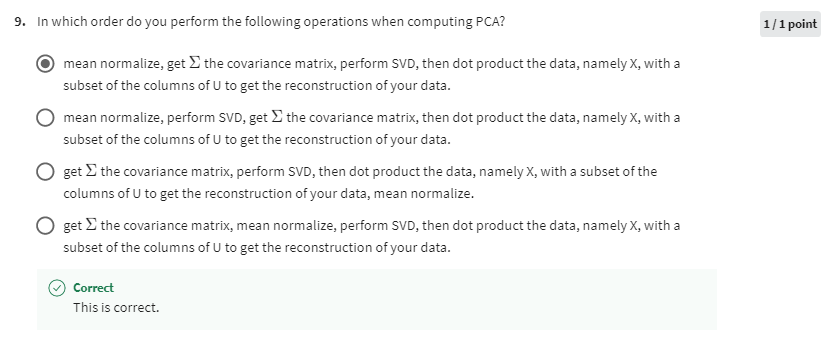 9. In which order do you perform the following operations when computing PCA?
1 / 1 point
mean normalize, get Σ the covariance matrix, perform SVD, then dot product the data, namely X, with a
subset of the columns of U to get the reconstruction of your data.
mean normalize, perform SVD, get Σ the covariance matrix, then dot product the data, namely X, with a
subset of the columns of U to get the reconstruction of your data.
get Σ the covariance matrix, perform SVD, then dot product the data, namely X, with a subset of the
columns of U to get the reconstruction of your data, mean normalize.
get Σ the covariance matrix, mean normalize, perform SVD, then dot product the data, namely X, with a
subset of the columns of U to get the reconstruction of your data.
Correct
This is correct.